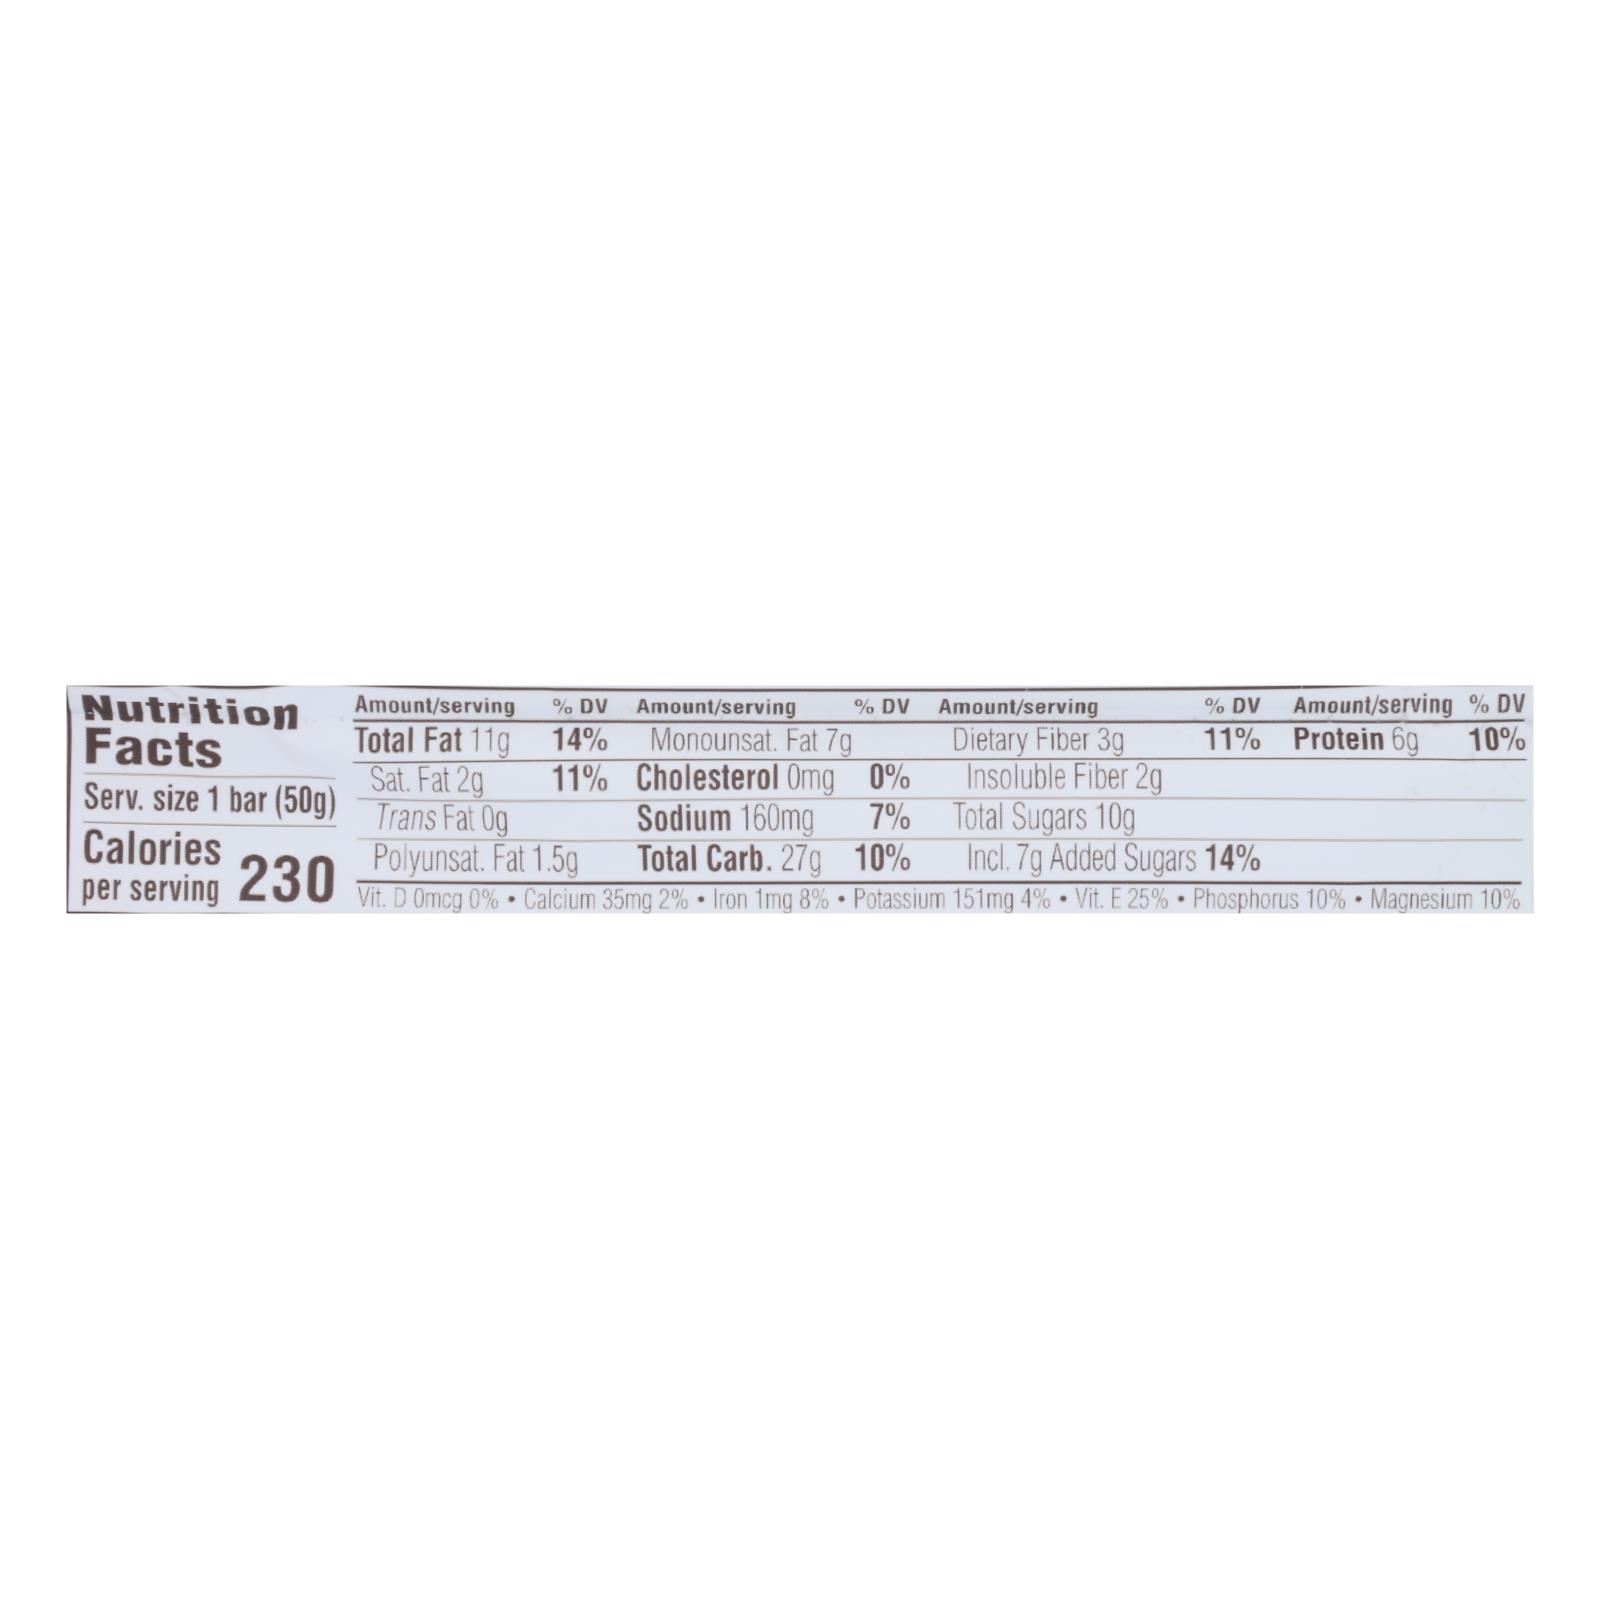 Nutrition
Facts
Serv. size 1 bar (50g)
Calories
per serving 230
Amount/serving % DV Amount/serving % DV Amount/serving % DV Amount/serving % DV
Total Fat 11g 14% Monounsat. Fat 7g Dietary Fiber 3g 11% Protein 6g 10%
Sat. Fat 2g 11% Cholesterol 0mg 0% Insoluble Fiber 2g
Trans Fat 0g Sodium 160mg 7% Total Sugars 10g
Polyunsat. Fat 1.5g Total Carb. 27g 10% Incl. 7g Added Sugars 14%
Vit. D 0mcg 0% • Calcium 35mg 2% • Iron 1mg 8% • Potassium 151mg 4% • Vit. E 25% • Phosphorus 10% • Magnesium 10%